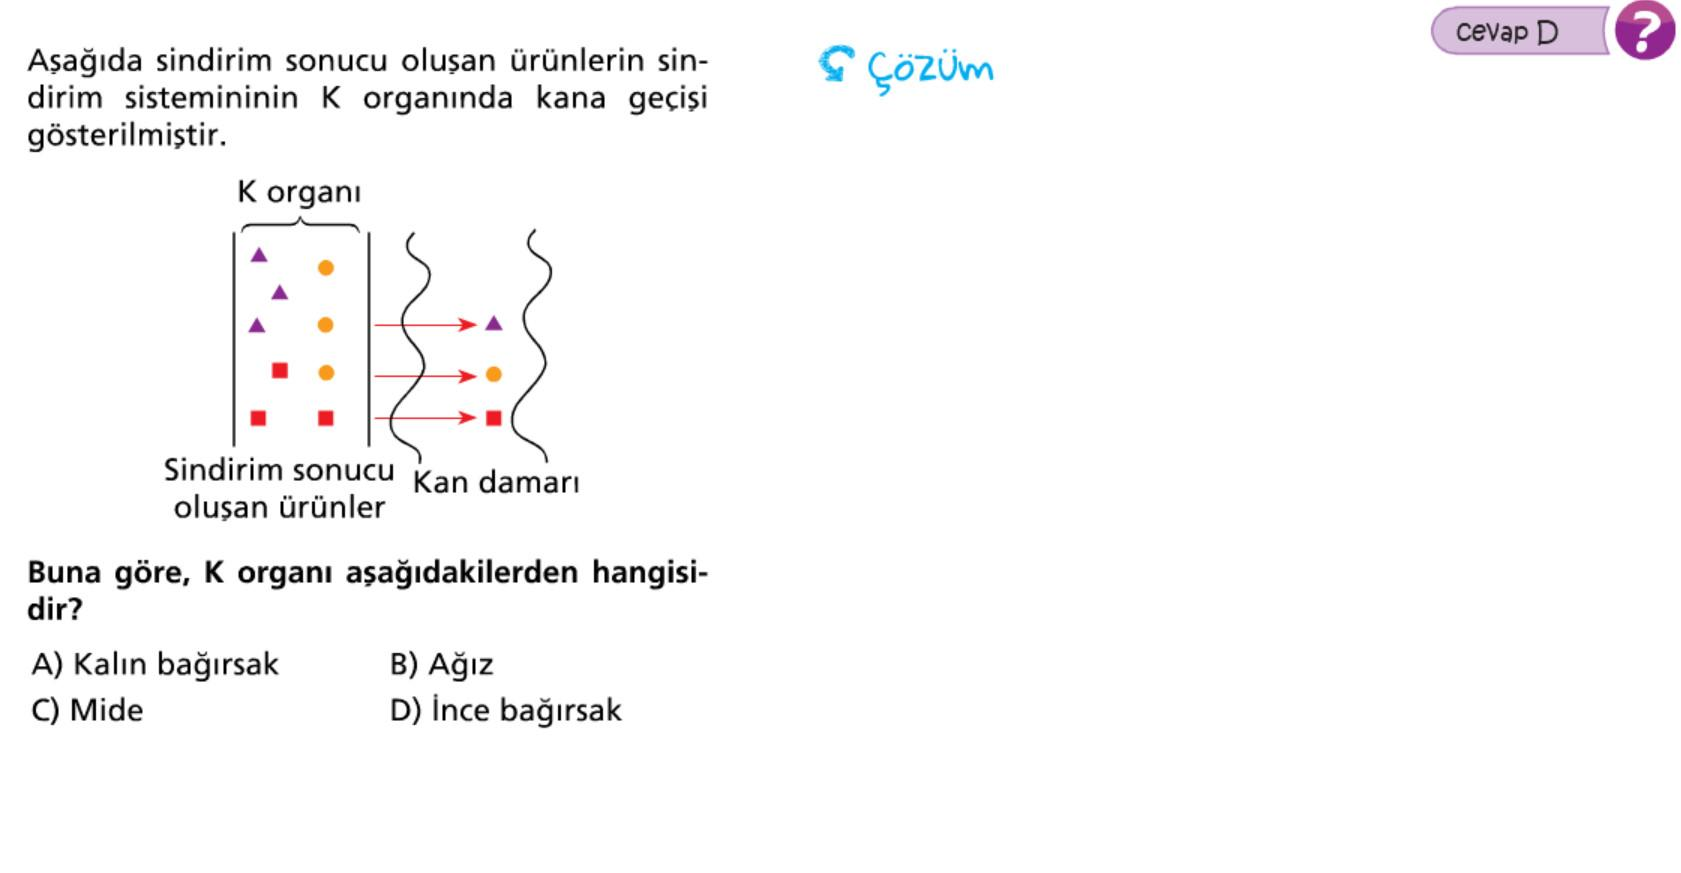 Aşağıda sindirim sonucu oluşan ürünlerin sin-
dirim sistemininin K organında kana geçişi
gösterilmiştir.
K organı
Sindirim sonucu
oluşan ürünler
Kan damarı
Buna göre, K organı aşağıdakilerden hangisi-
dir?
A) Kalın bağırsak B) Ağız
C) Mide D) İnce bağırsak
Çözüm
cevap D
?